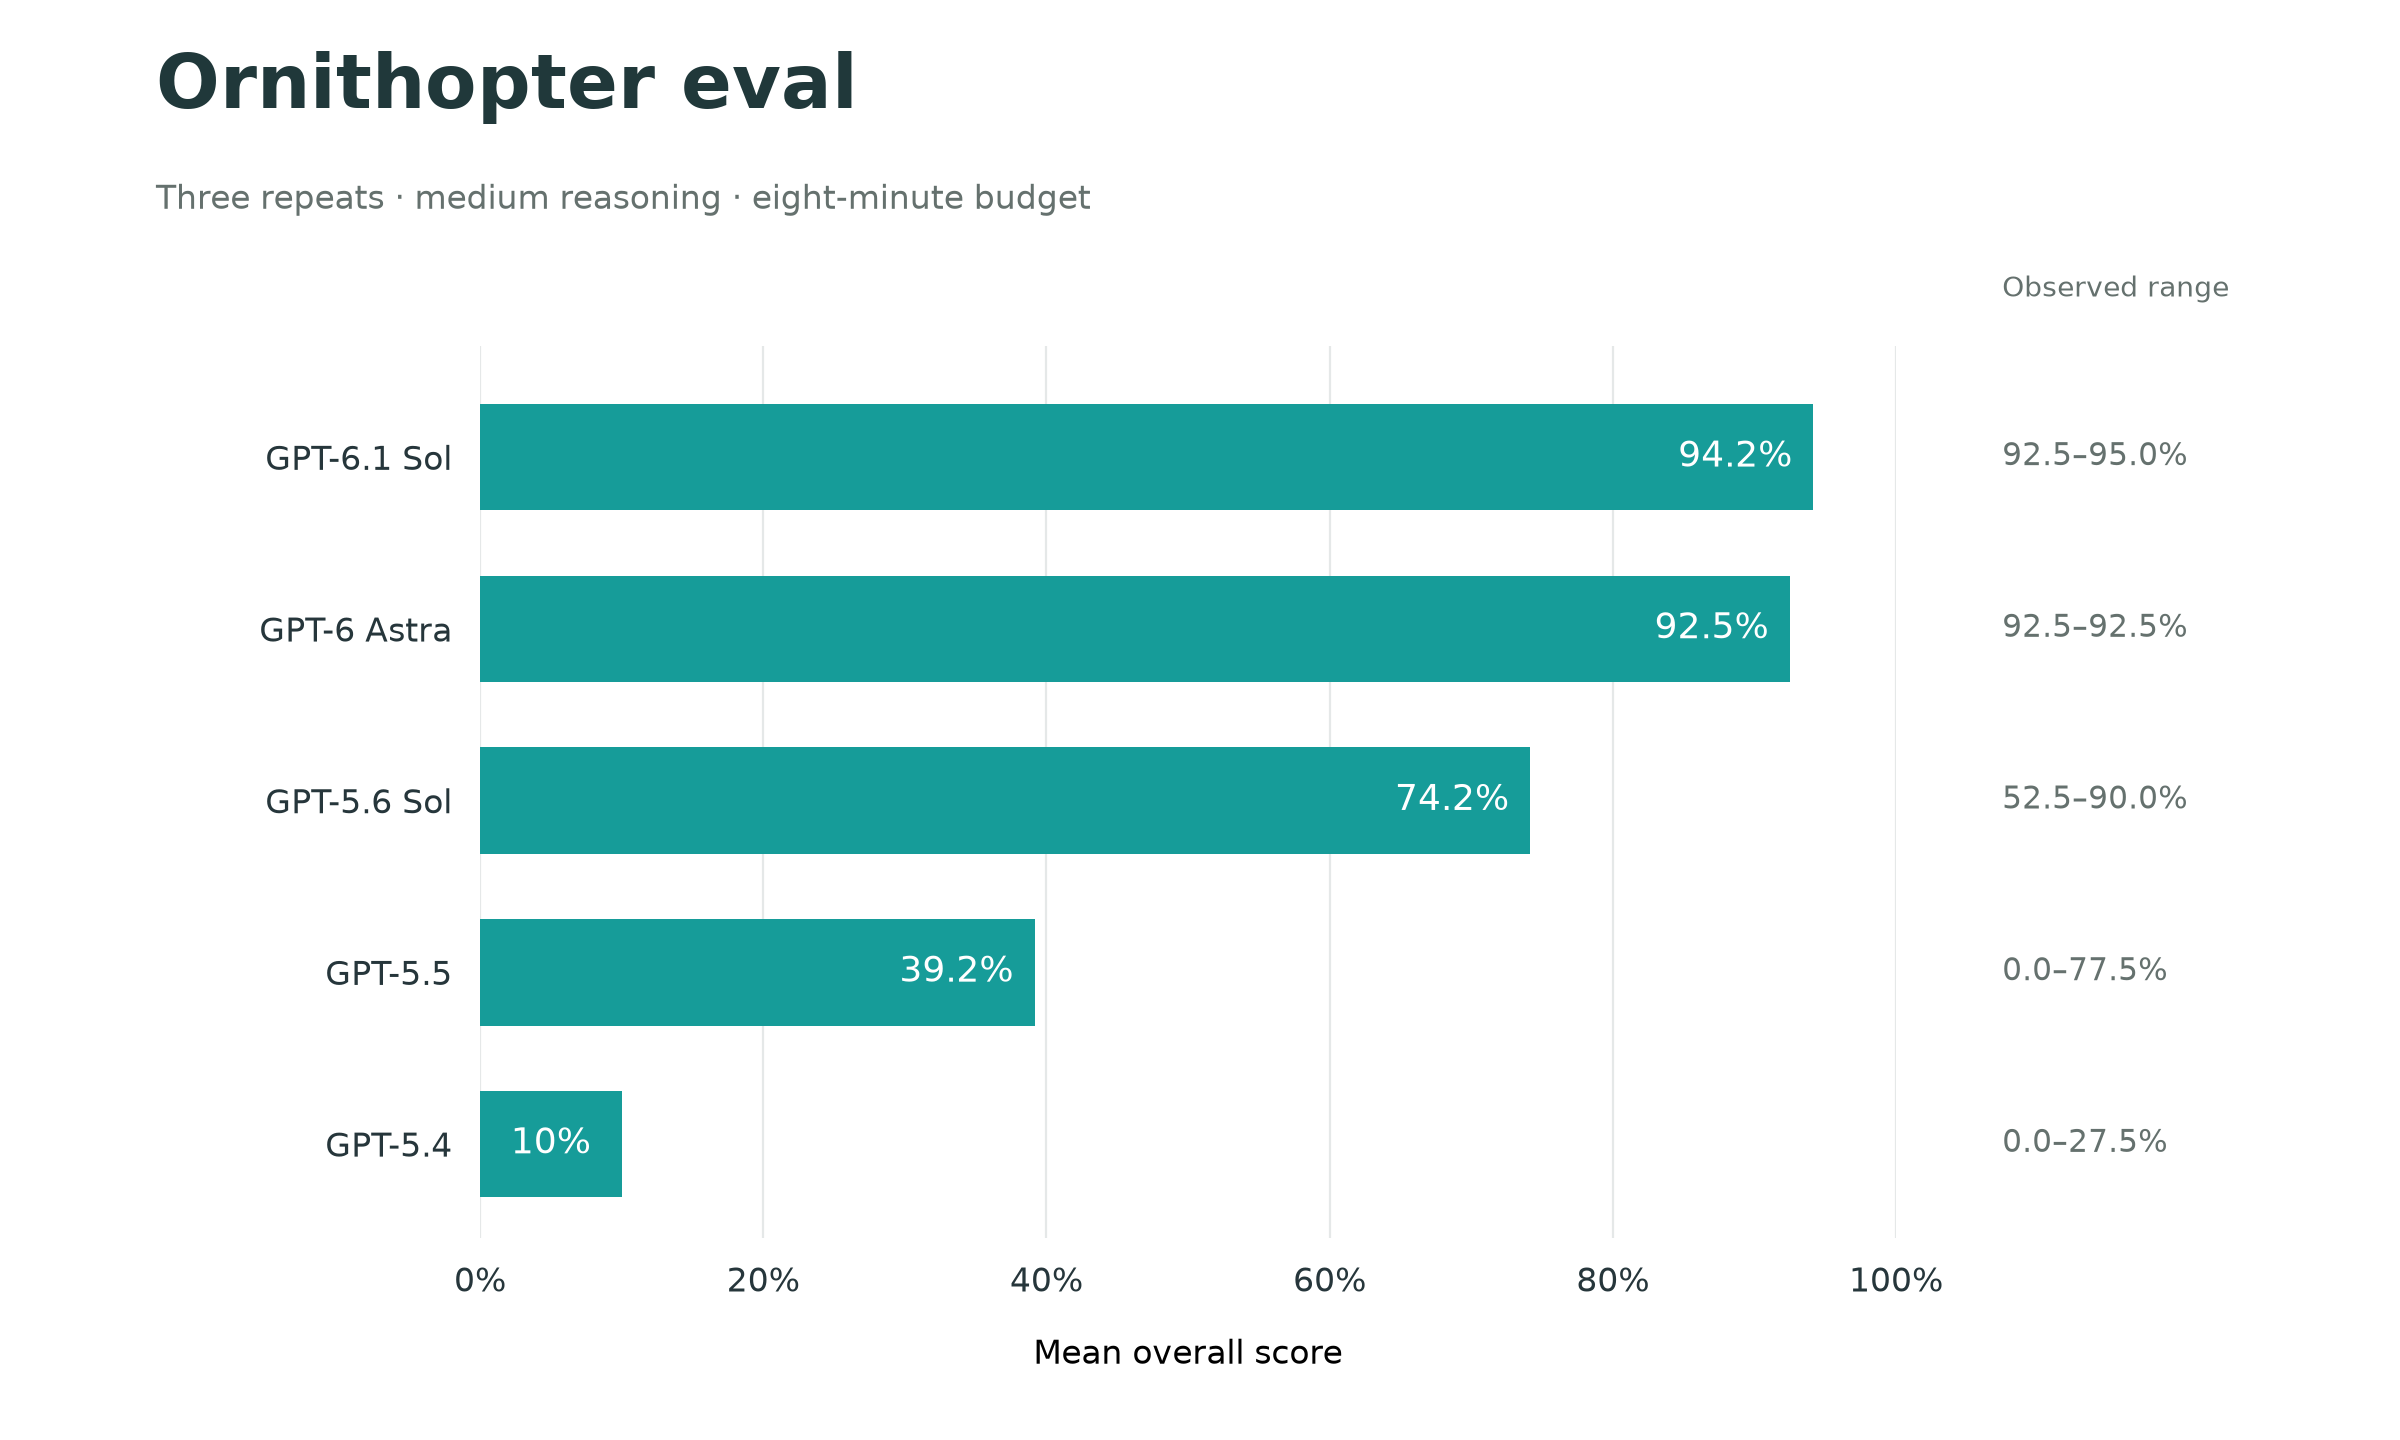 Ornithopter eval
Three repeats · medium reasoning · eight-minute budget
Observed range
GPT-6.1 Sol 94.2% 92.5–95.0%
GPT-6 Astra 92.5% 92.5–92.5%
GPT-5.6 Sol 74.2% 52.5–90.0%
GPT-5.5 39.2% 0.0–77.5%
GPT-5.4 10% 0.0–27.5%
0% 20% 40% 60% 80% 100%
Mean overall score